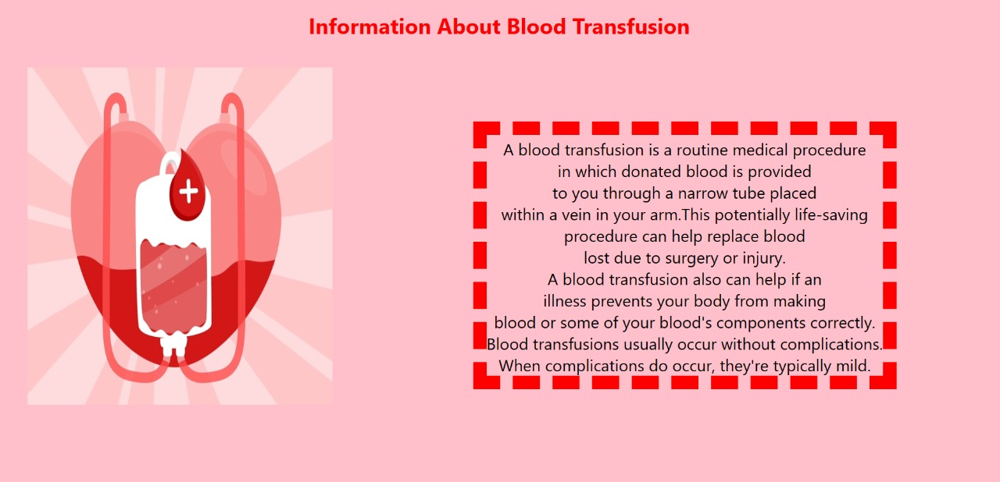 Information About Blood Transfusion
A blood transfusion is a routine medical procedure
in which donated blood is provided
to you through a narrow tube placed
within a vein in your arm.This potentially life-saving
procedure can help replace blood
lost due to surgery or injury.
A blood transfusion also can help if an
illness prevents your body from making
blood or some of your blood's components correctly.
Blood transfusions usually occur without complications.
When complications do occur, they're typically mild.